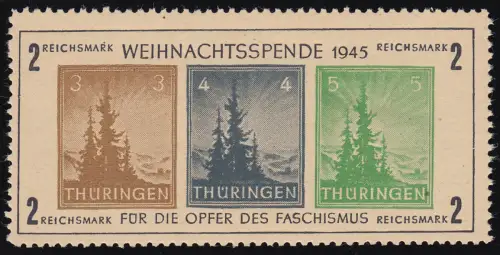 2 REICHSMARK WEIHNACHTSSPENDE 1945 REICHSMARK 2
3 3 4 4 5 5
THÜRINGEN THÜRINGEN THÜRINGEN
2 REICHSMARK FÜR DIE OPFER DES FASCHISMUS REICHSMARK 2